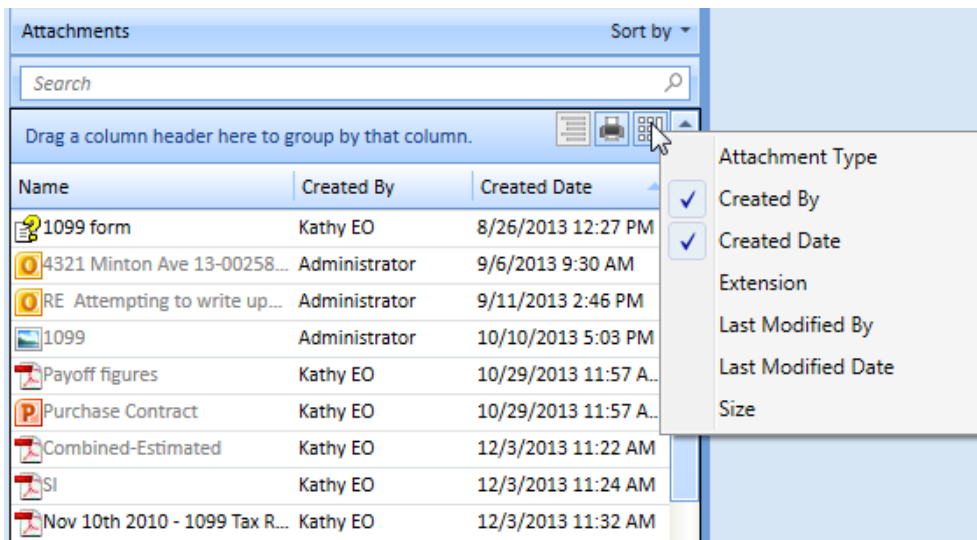 Attachments Sort by
Search
Drag a column header here to group by that column.
Name Created By Created Date
1099 form Kathy EO 8/26/2013 12:27 PM
4321 Minton Ave 13-00258... Administrator 9/6/2013 9:30 AM
RE Attempting to write up... Administrator 9/11/2013 2:46 PM
1099 Administrator 10/10/2013 5:03 PM
Payoff figures Kathy EO 10/29/2013 11:57 A...
Purchase Contract Kathy EO 10/29/2013 11:57 A...
Combined-Estimated Kathy EO 12/3/2013 11:22 AM
SI Kathy EO 12/3/2013 11:24 AM
Nov 10th 2010 - 1099 Tax R... Kathy EO 12/3/2013 11:32 AM
Attachment Type
Created By
Created Date
Extension
Last Modified By
Last Modified Date
Size